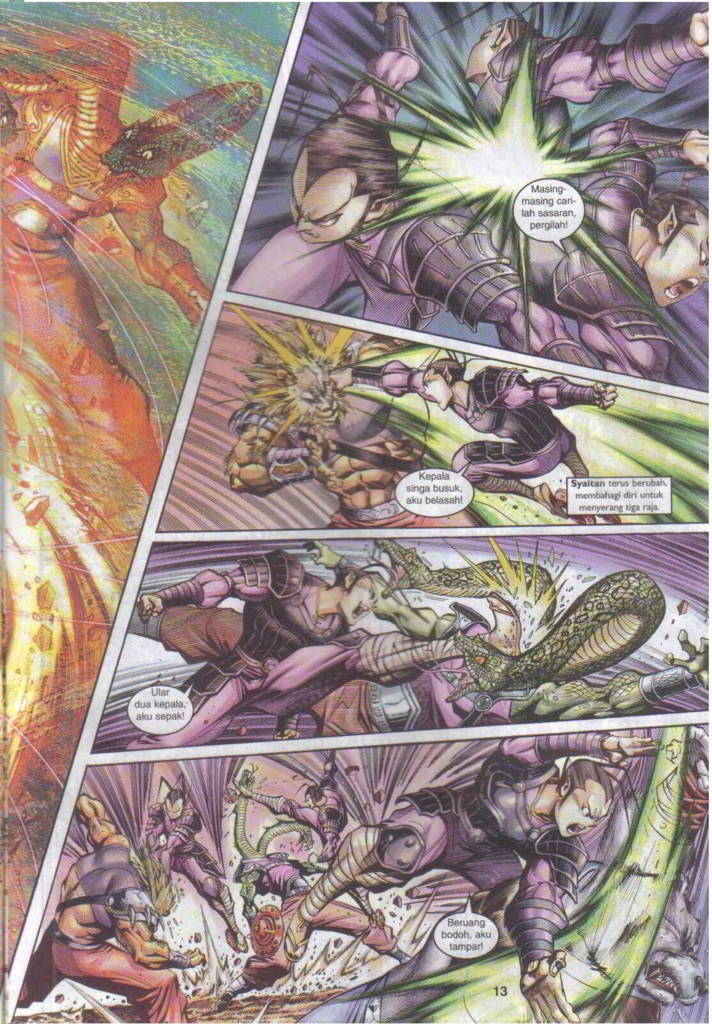 Masing-
masing cari-
lah sasaran,
pergilah!
Kepala
singa busuk,
aku belasah!
Syaitan terus berubah,
membahagi diri untuk
menyerang tiga raja.
Ular
dua kepala,
aku sepak!
Beruang
bodoh, aku
tampar!
13